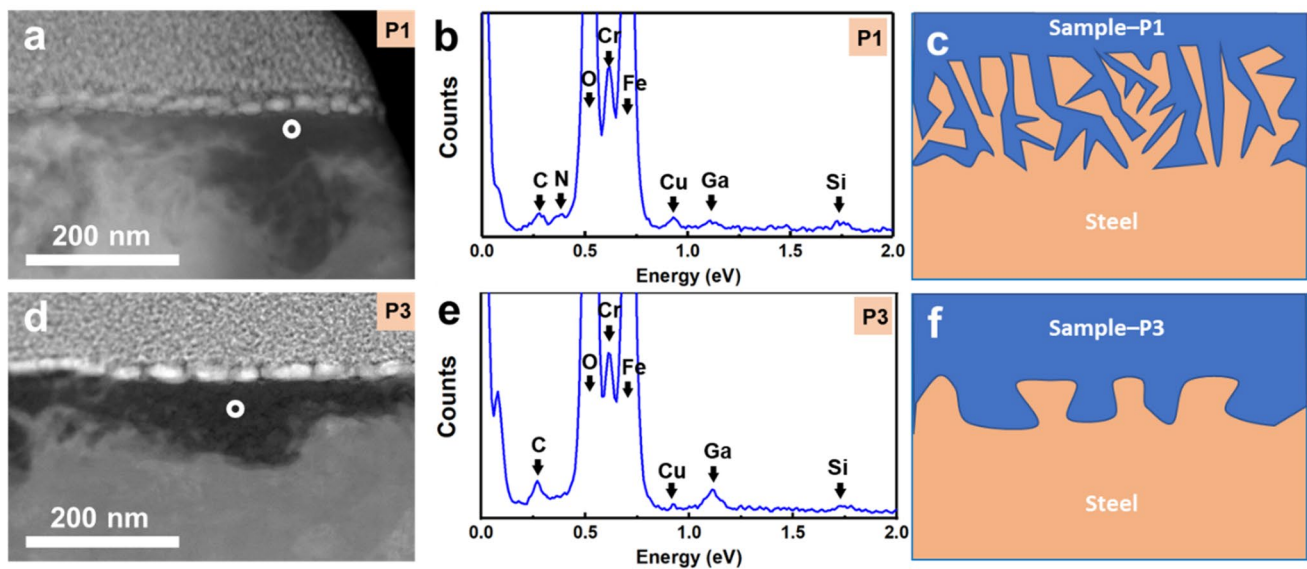 a
P1
200 nm
b
P1
Cr
O
Fe
C
N
Cu
Ga
Si
Counts
0.0
0.5
1.0
1.5
2.0
Energy (eV)
c
Sample–P1
Steel
d
P3
200 nm
e
P3
Cr
O
Fe
C
Cu
Ga
Si
Counts
0.0
0.5
1.0
1.5
2.0
Energy (eV)
f
Sample–P3
Steel